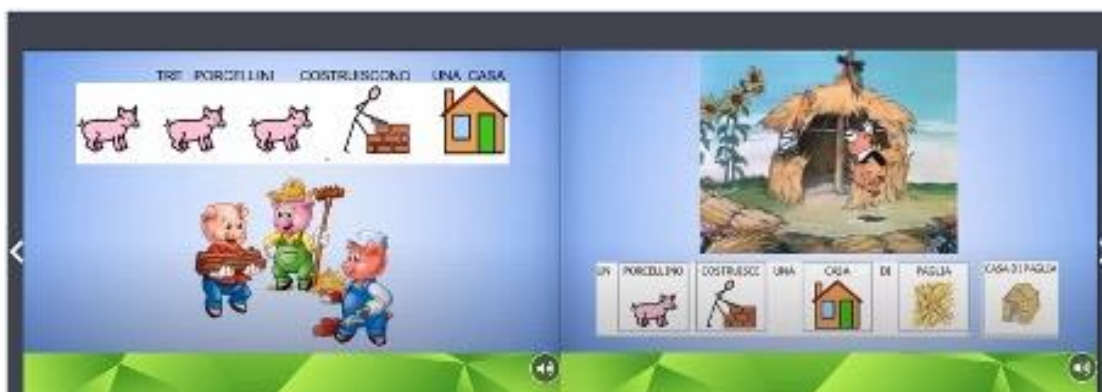 TRE PORCELLINI COSTRUISCONO UNA CASA
UN PORCELLINO COSTRUISCE UNA CASA DI PAGLIA CASA DI PAGLIA